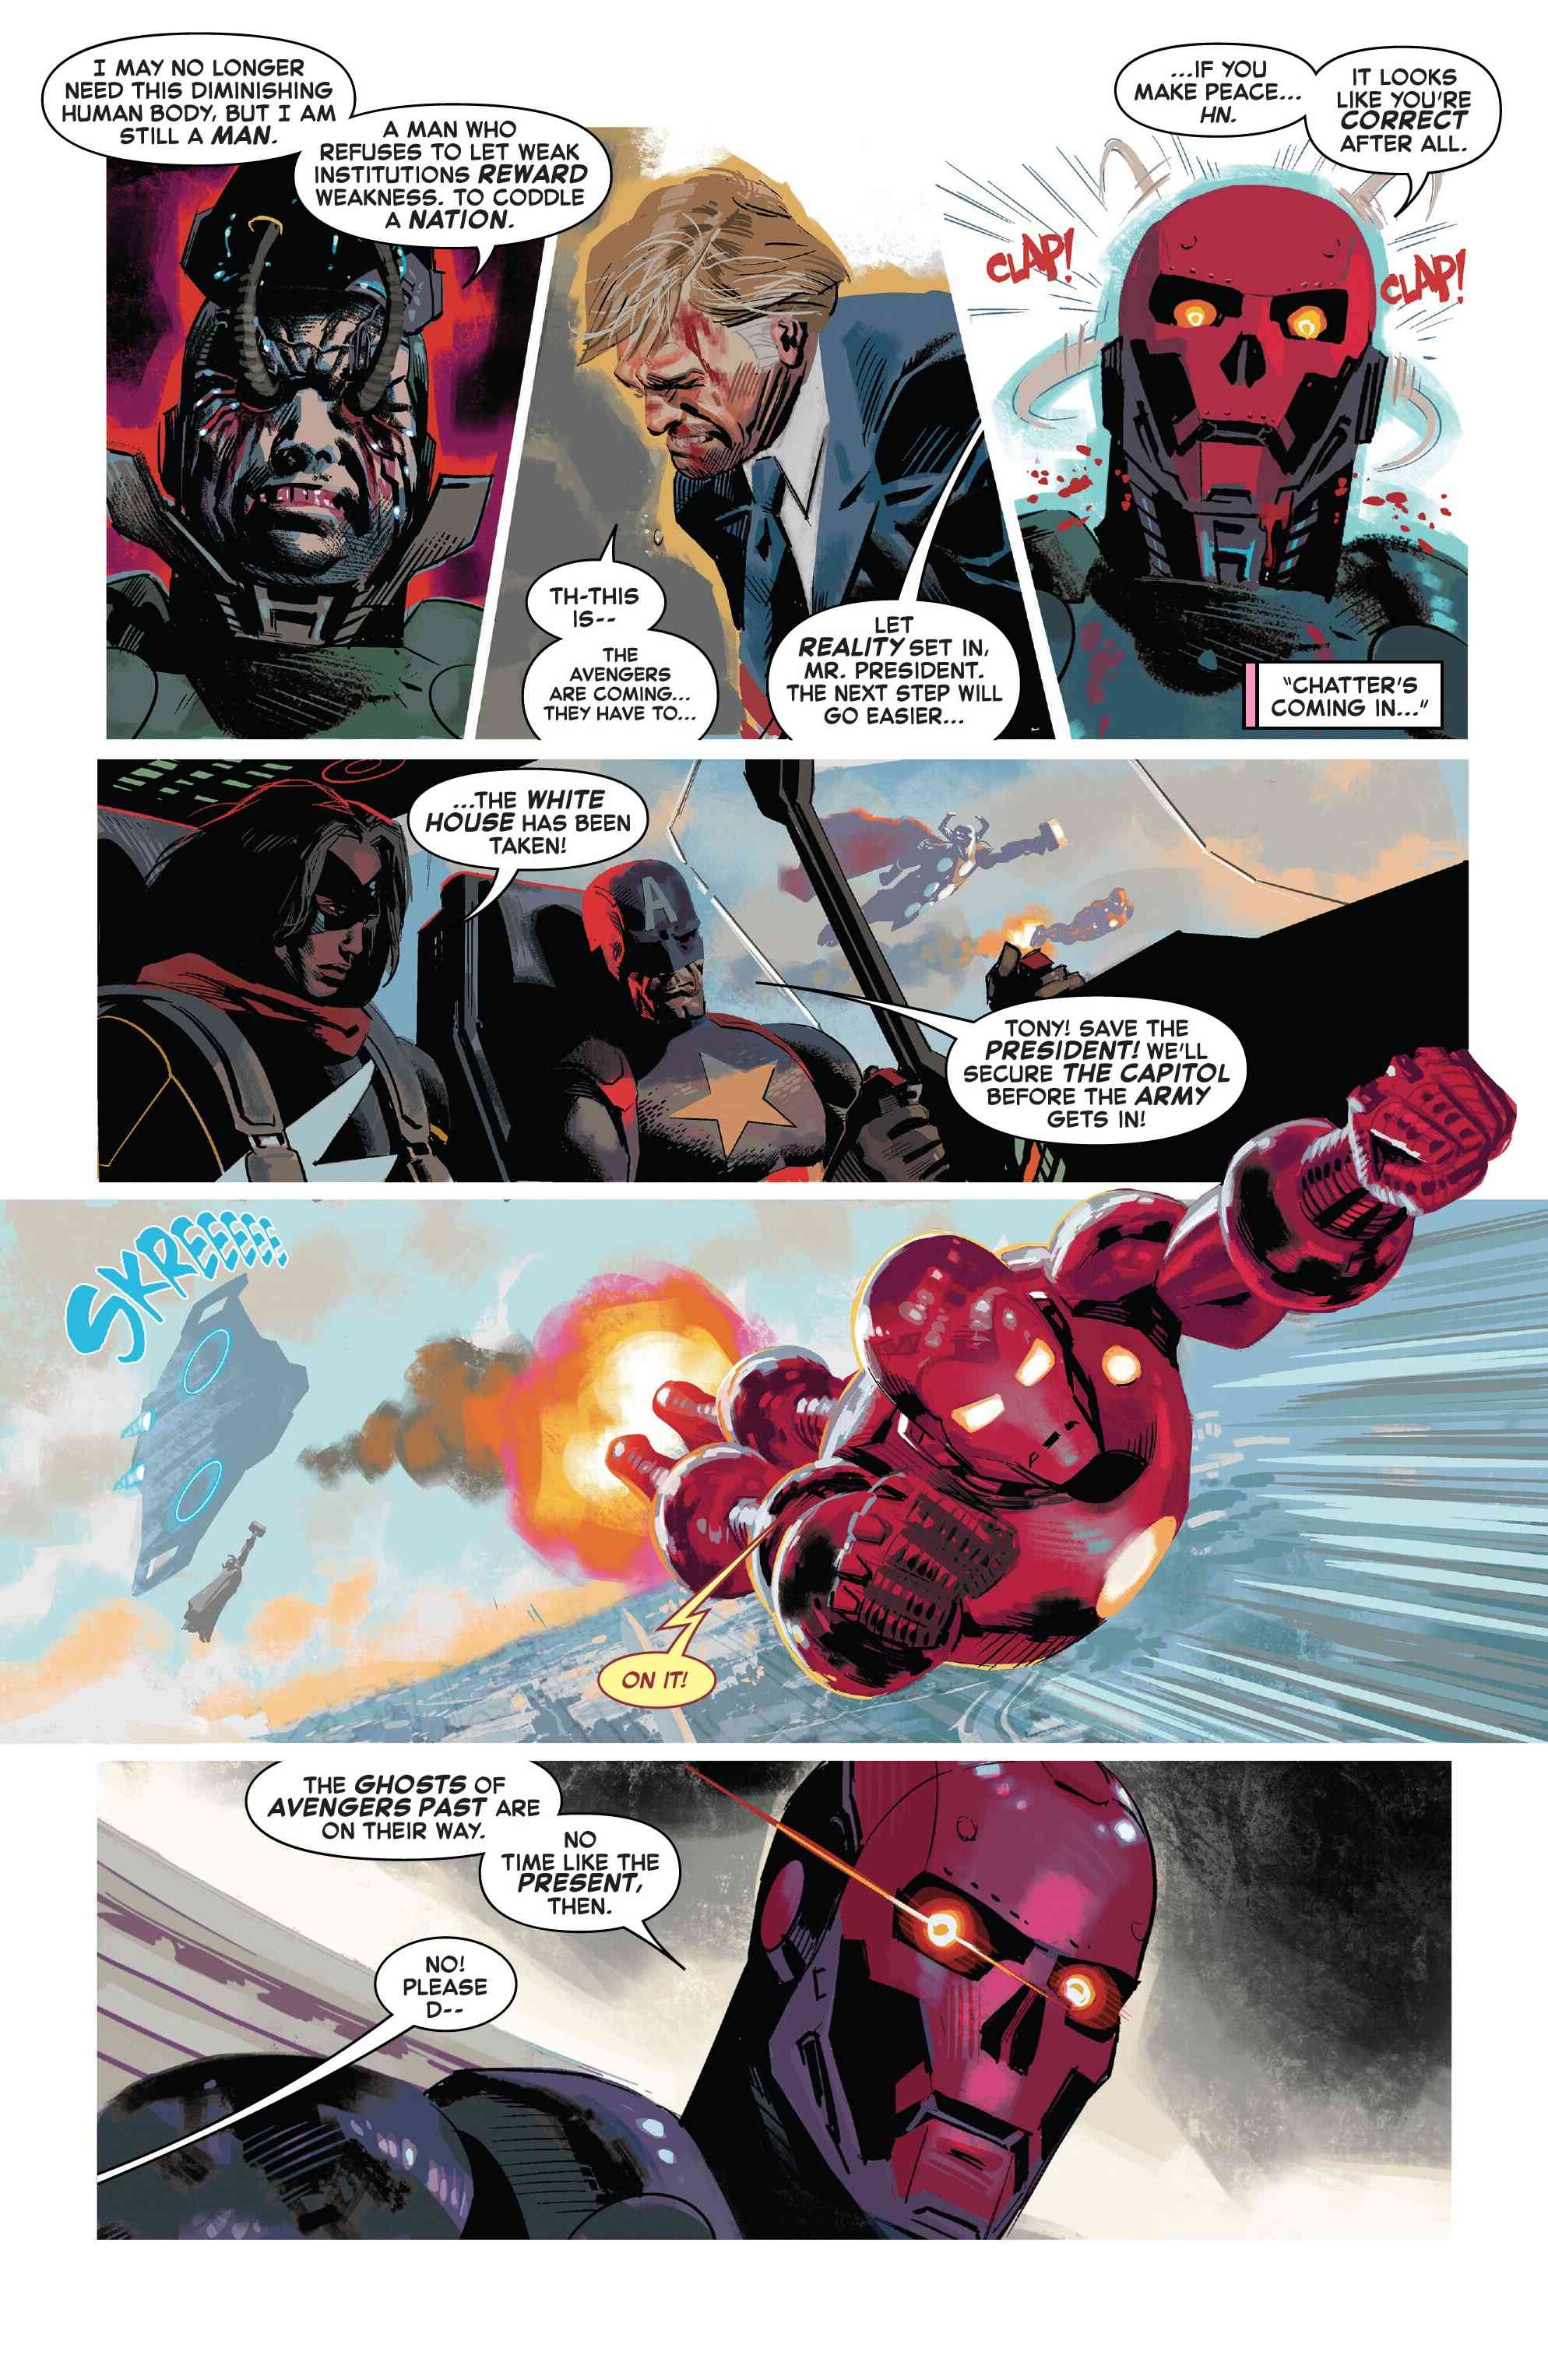 I MAY NO LONGER
NEED THIS DIMINISHING
HUMAN BODY, BUT I AM
STILL A MAN.
A MAN WHO
REFUSES TO LET WEAK
INSTITUTIONS REWARD
WEAKNESS. TO CODDLE
A NATION.
TH-THIS
IS--
THE
AVENGERS
ARE COMING...
THEY HAVE TO...
LET
REALITY SET IN,
MR. PRESIDENT.
THE NEXT STEP WILL
GO EASIER...
...IF YOU
MAKE PEACE...
HN.
IT LOOKS
LIKE YOU'RE
CORRECT
AFTER ALL.
CLAP!
CLAP!
"CHATTER'S
COMING IN..."
...THE WHITE
HOUSE HAS BEEN
TAKEN!
A
TONY! SAVE THE
PRESIDENT! WE'LL
SECURE THE CAPITOL
BEFORE THE ARMY
GETS IN!
SKREEEEE!!
ON IT!
THE GHOSTS OF
AVENGERS PAST ARE
ON THEIR WAY.
NO
TIME LIKE THE
PRESENT,
THEN.
NO!
PLEASE
D--